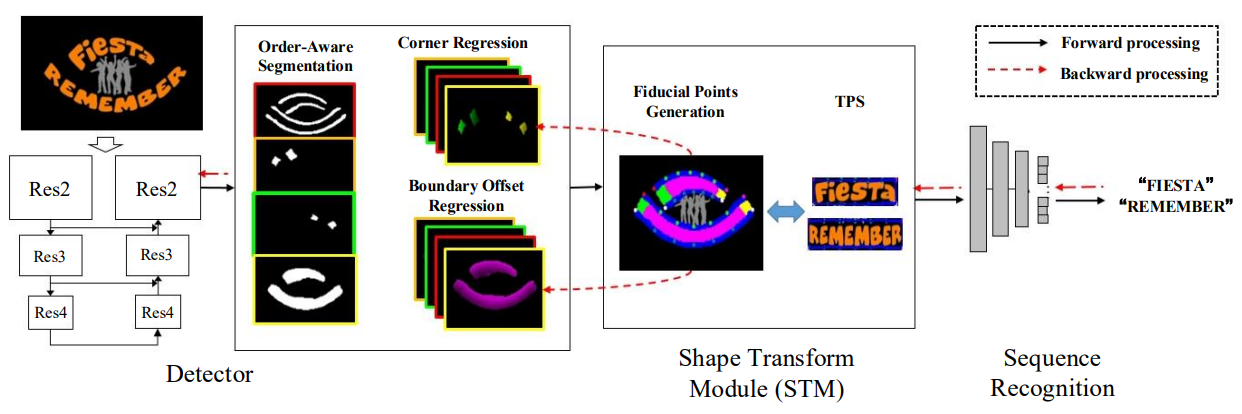 Fiesta
REMEMBER
Res2
Res2
Res3
Res3
Res4
Res4
Detector
Order-Aware
Segmentation
Corner Regression
Boundary Offset
Regression
Fiducial Points
Generation
TPS
Fiesta
REMEMBER
Shape Transform
Module (STM)
Forward processing
Backward processing
“FIESTA”
“REMEMBER”
Sequence
Recognition